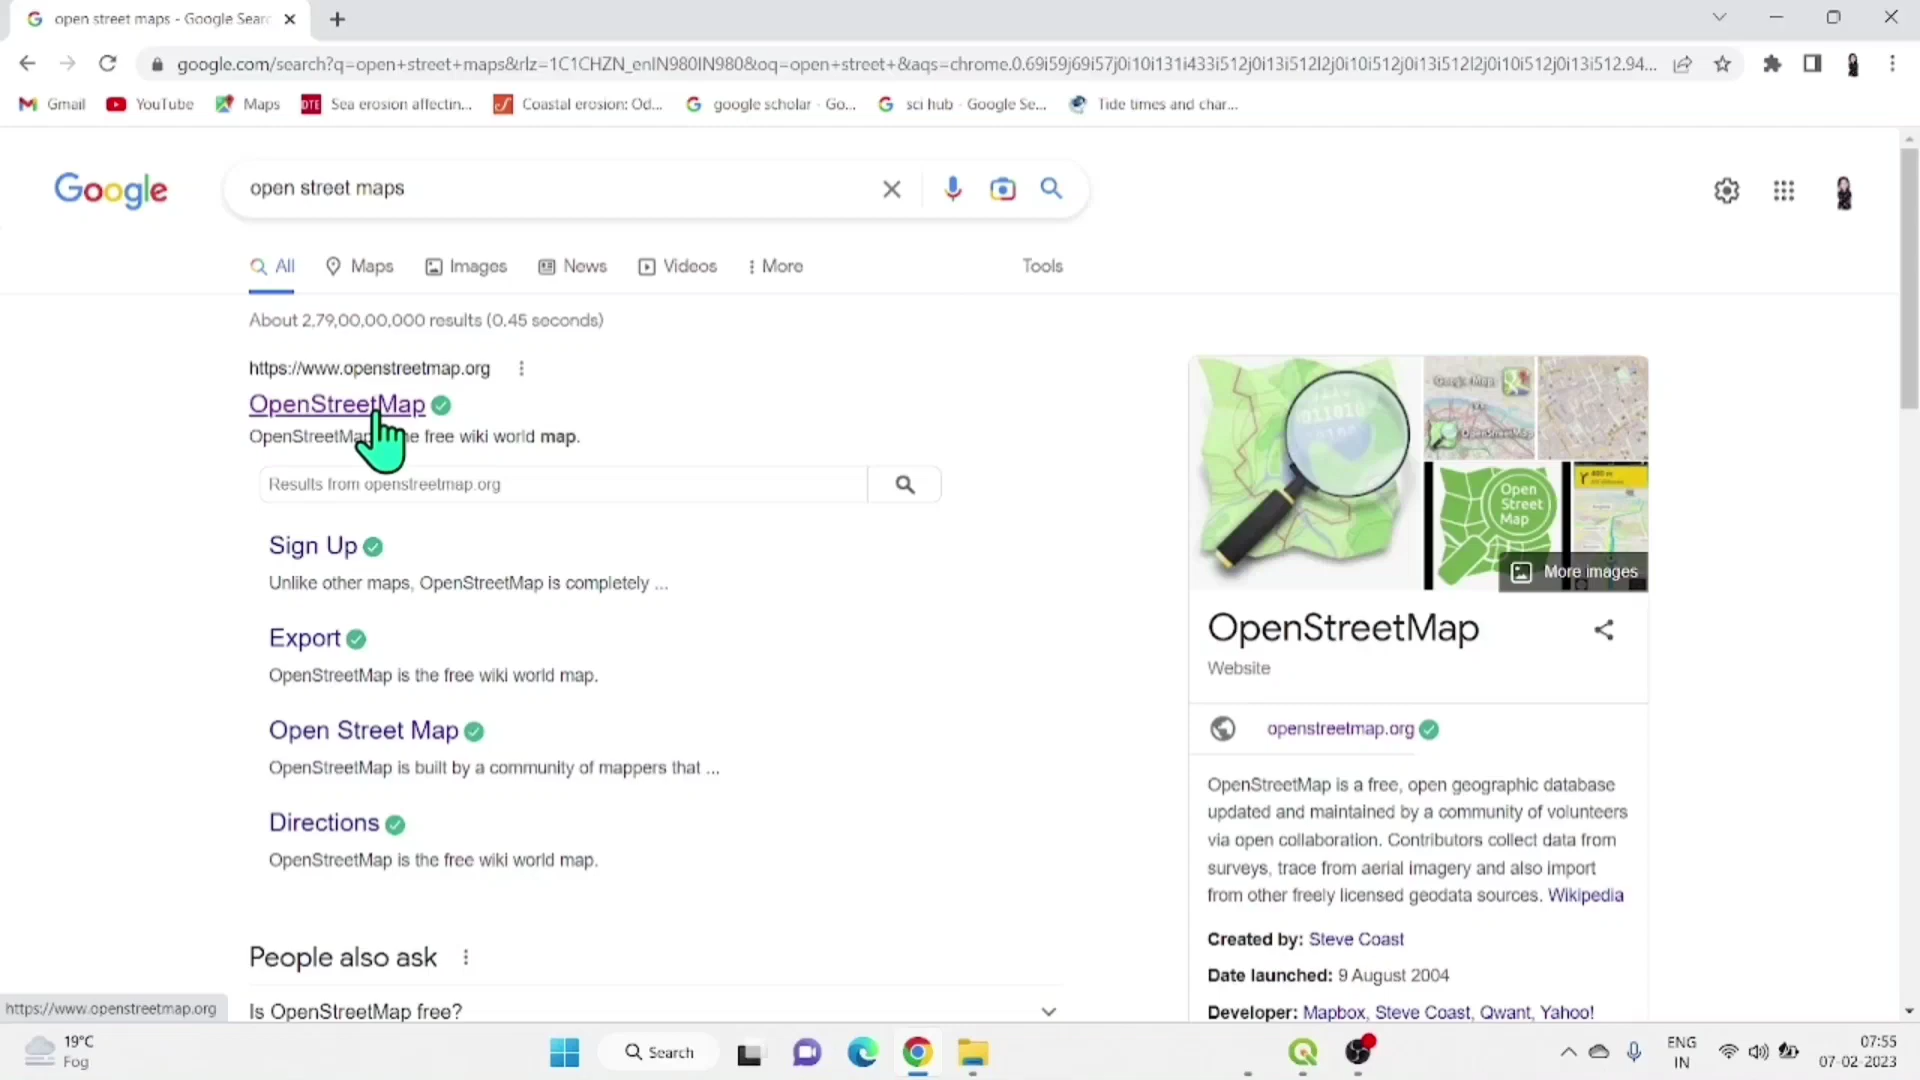 open street maps - Google Searc
google.com/search?q=open+street+maps&rlz=1C1CHZN_enIN980IN980&oq=open+street+&aqs=chrome.0.69i59j69i57j0i10i131i433i512j0i13i512l2j0i10i512j0i13i512l2j0i10i512j0i13i512.94...
Gmail YouTube Maps DTE Sea erosion affectin... Coastal erosion: Od... google scholar - Go... sci hub - Google Se... Tide times and char...
Google
open street maps
All Maps Images News Videos More Tools
About 2,79,00,00,000 results (0.45 seconds)
https://www.openstreetmap.org
OpenStreetMap
OpenStreetMap free wiki world map.
Results from openstreetmap.org
Sign Up
Unlike other maps, OpenStreetMap is completely ...
Export
OpenStreetMap is the free wiki world map.
Open Street Map
OpenStreetMap is built by a community of mappers that ...
Directions
OpenStreetMap is the free wiki world map.
People also ask
Is OpenStreetMap free?
Google Map
OpenStreetMap
Open
Street
Map
More images
OpenStreetMap
Website
openstreetmap.org
OpenStreetMap is a free, open geographic database
updated and maintained by a community of volunteers
via open collaboration. Contributors collect data from
surveys, trace from aerial imagery and also import
from other freely licensed geodata sources. Wikipedia
Created by: Steve Coast
Date launched: 9 August 2004
Developer: Mapbox, Steve Coast, Qwant, Yahoo!
https://www.openstreetmap.org
19°C
Fog
Search
ENG
IN
07:55
07-02-2023